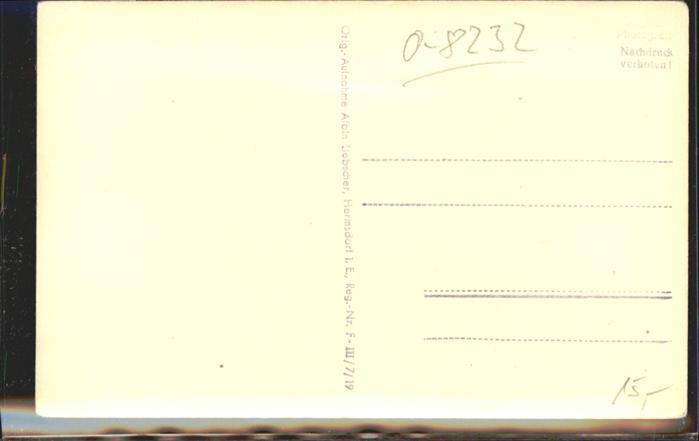 O-8232
Nachdruck
verboten!
Orig.-Aufnahme Albin Liebscher, Hermsdorf i. E., Reg.-Nr. F-III/7/19
15,-